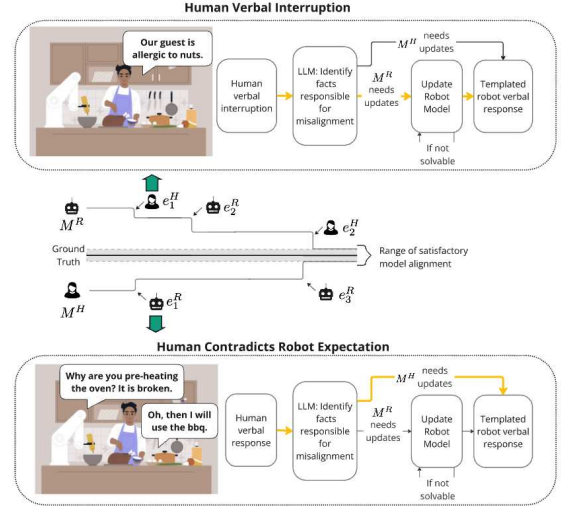 Human Verbal Interruption
Our guest is
allergic to nuts.
Human
verbal
interruption
LLM: Identify
facts
responsible
for
misalignment
M^H needs
updates
M^R
needs
updates
Update
Robot
Model
If not
solvable
Templated
robot verbal
response
M^R
e_1^H
e_2^R
e_2^H
Ground
Truth
Range of satisfactory
model alignment
M^H
e_1^R
e_3^R
Human Contradicts Robot Expectation
Why are you pre-heating
the oven? It is broken.
Oh, then I will
use the bbq.
Human
verbal
response
LLM: Identify
facts
responsible
for
misalignment
M^H needs
updates
M^R
needs
updates
Update
Robot
Model
If not
solvable
Templated
robot verbal
response